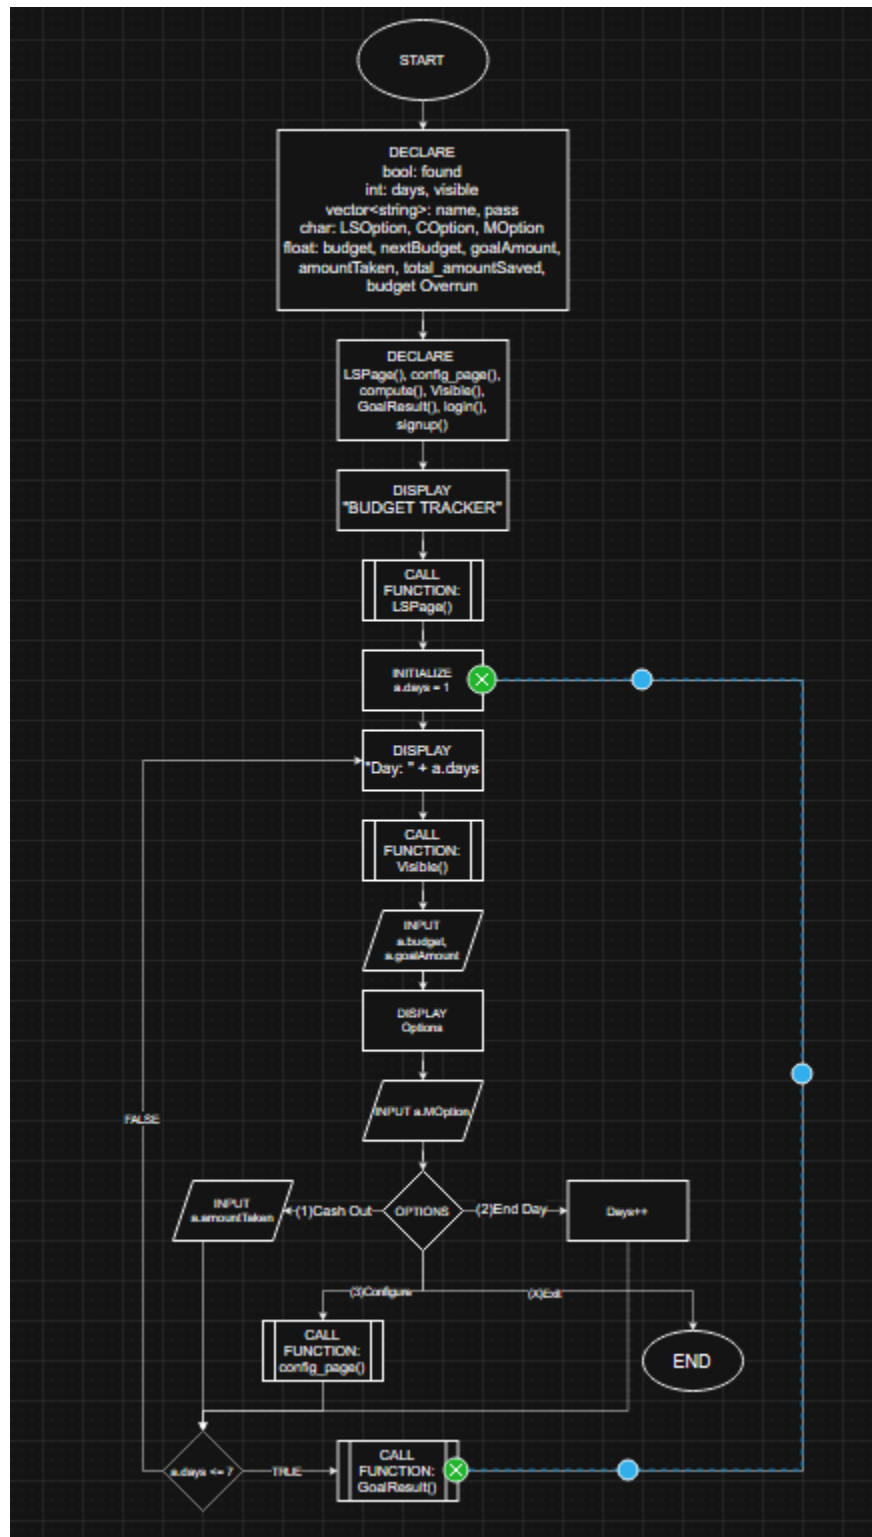 START
DECLARE
bool: found
int: days, visible
vector<string>: name, pass
char: LSOption, COption, MOption
float: budget, nextBudget, goalAmount,
amountTaken, total_amountSaved,
budget Overrun
DECLARE
LSPage(), config_page(),
compute(), Visible(),
GoalResult(), login(),
signup()
DISPLAY
"BUDGET TRACKER"
CALL
FUNCTION:
LSPage()
INITIALIZE
a.days = 1
DISPLAY
"Day: " + a.days
CALL
FUNCTION:
Visible()
INPUT
a.budget,
a.goalAmount
DISPLAY
Options
INPUT a.MOption
FALSE
INPUT
a.amountTaken
(1)Cash Out
OPTIONS
(2)End Day
Days++
(3)Configure
(X)Exit
CALL
FUNCTION:
config_page()
END
a.days <= 7
TRUE
CALL
FUNCTION:
GoalResult()